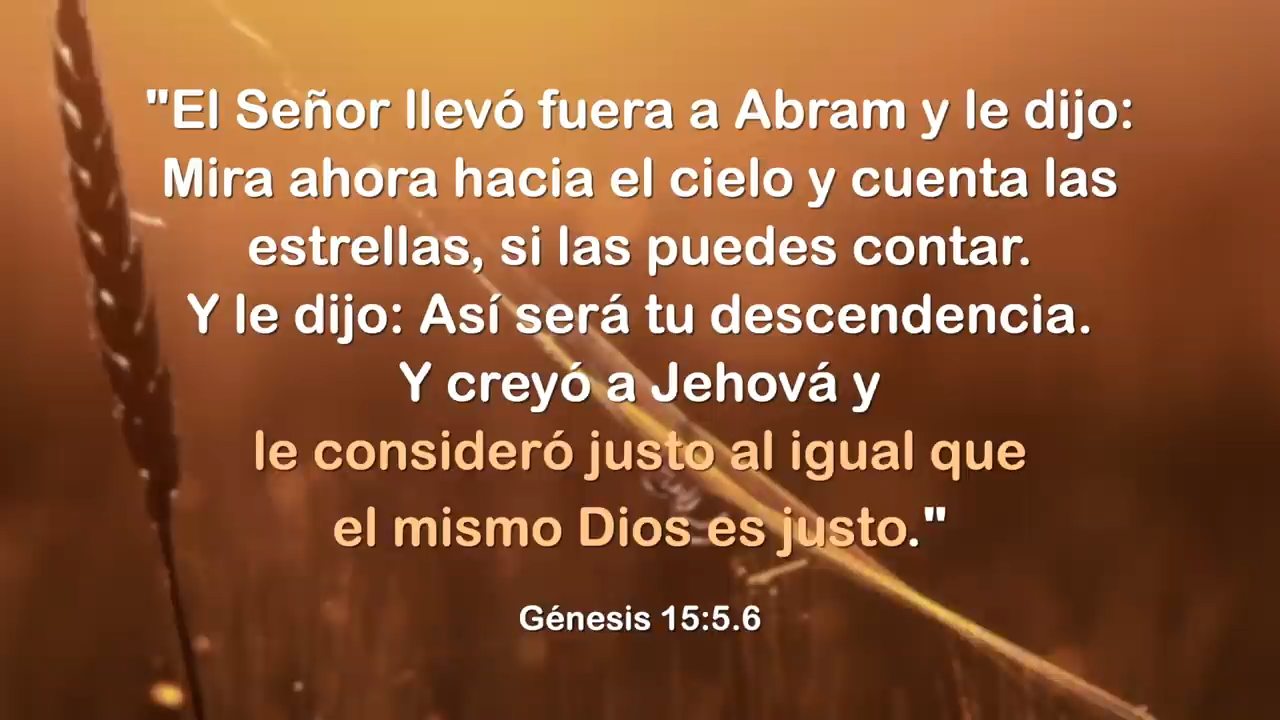 "El Señor llevó fuera a Abram y le dijo:
Mira ahora hacia el cielo y cuenta las
estrellas, si las puedes contar.
Y le dijo: Así será tu descendencia.
Y creyó a Jehová y
le consideró justo al igual que
el mismo Dios es justo."
Génesis 15:5.6